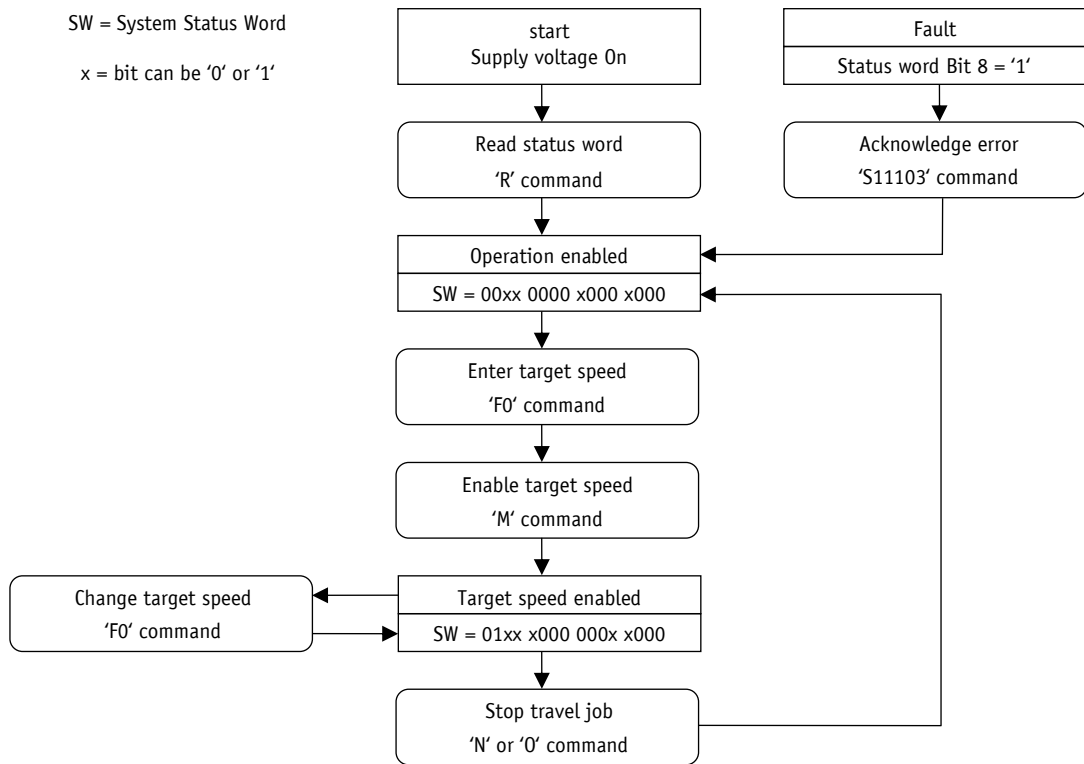 SW = System Status Word
x = bit can be ‘0‘ or ‘1‘
start
Supply voltage On
Fault
Status word Bit 8 = ‘1‘
Read status word
‘R‘ command
Acknowledge error
‘S11103‘ command
Operation enabled
SW = 00xx 0000 x000 x000
Enter target speed
‘F0‘ command
Enable target speed
‘M‘ command
Change target speed
‘F0‘ command
Target speed enabled
SW = 01xx x000 000x x000
Stop travel job
‘N‘ or ‘O‘ command